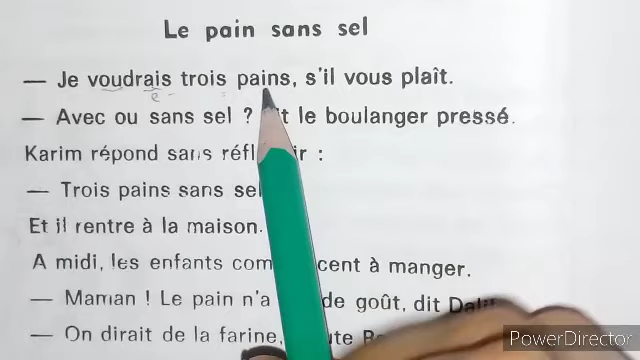 Le pain sans sel
— Je voudrais trois pains, s'il vous plaît.
— Avec ou sans sel ? le boulanger pressé.
Karim répond sans :
— Trois pains sans
Et il rentre à la maison.
A midi, les enfants à manger.
— Maman ! Le pain n'a de goût, dit
— On dirait de la farine,
PowerDirector